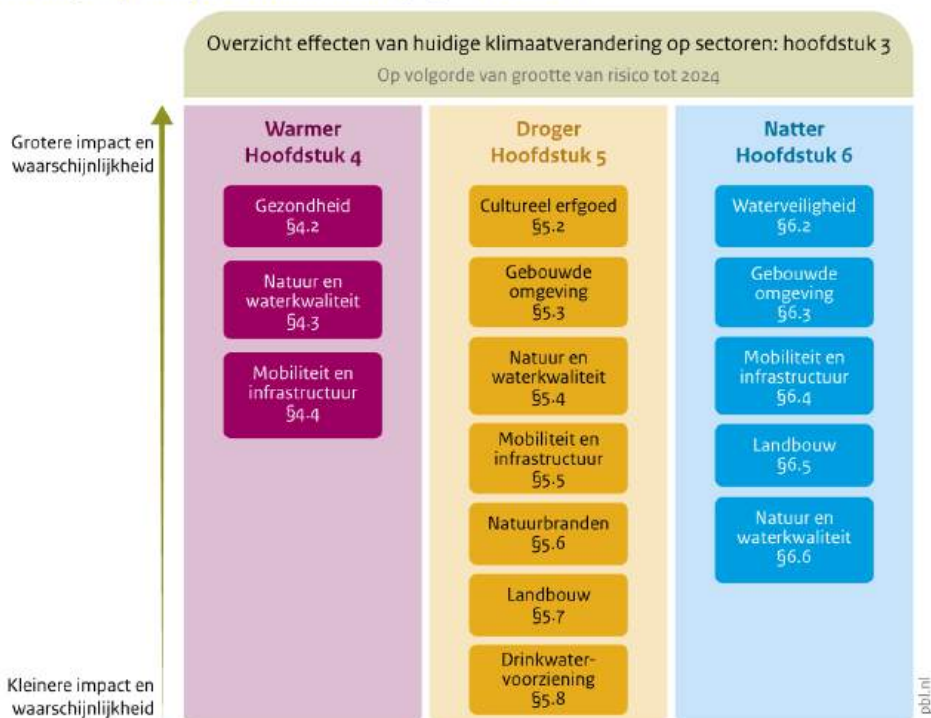 Overzicht effecten van huidige klimaatverandering op sectoren: hoofdstuk 3
Op volgorde van grootte van risico tot 2024
Grotere impact en
waarschijnlijkheid
Warmer
Hoofdstuk 4
Gezondheid
§4.2
Natuur en
waterkwaliteit
§4.3
Mobiliteit en
infrastructuur
§4.4
Droger
Hoofdstuk 5
Cultureel erfgoed
§5.2
Gebouwde
omgeving
§5.3
Natuur en
waterkwaliteit
§5.4
Mobiliteit en
infrastructuur
§5.5
Natuurbranden
§5.6
Landbouw
§5.7
Drinkwater-
voorziening
§5.8
Natter
Hoofdstuk 6
Waterveiligheid
§6.2
Gebouwde
omgeving
§6.3
Mobiliteit en
infrastructuur
§6.4
Landbouw
§6.5
Natuur en
waterkwaliteit
§6.6
Kleinere impact en
waarschijnlijkheid
pbl.nl